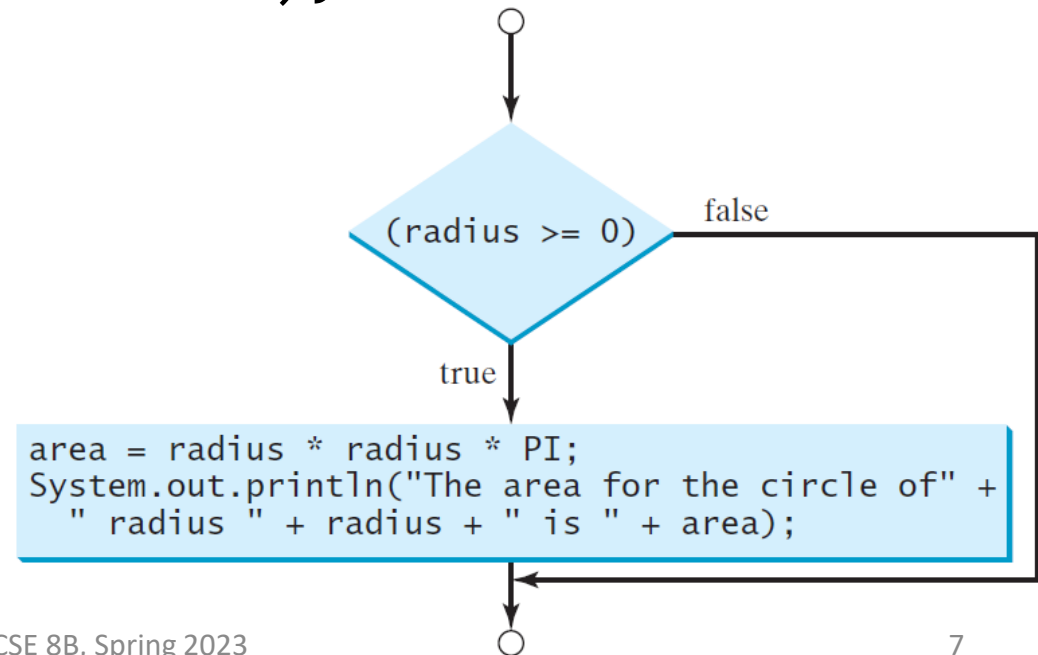 (radius >= 0)
false
true
area = radius * radius * PI;
System.out.println("The area for the circle of" +
" radius " + radius + " is " + area);
CSE 8B, Spring 2023
7